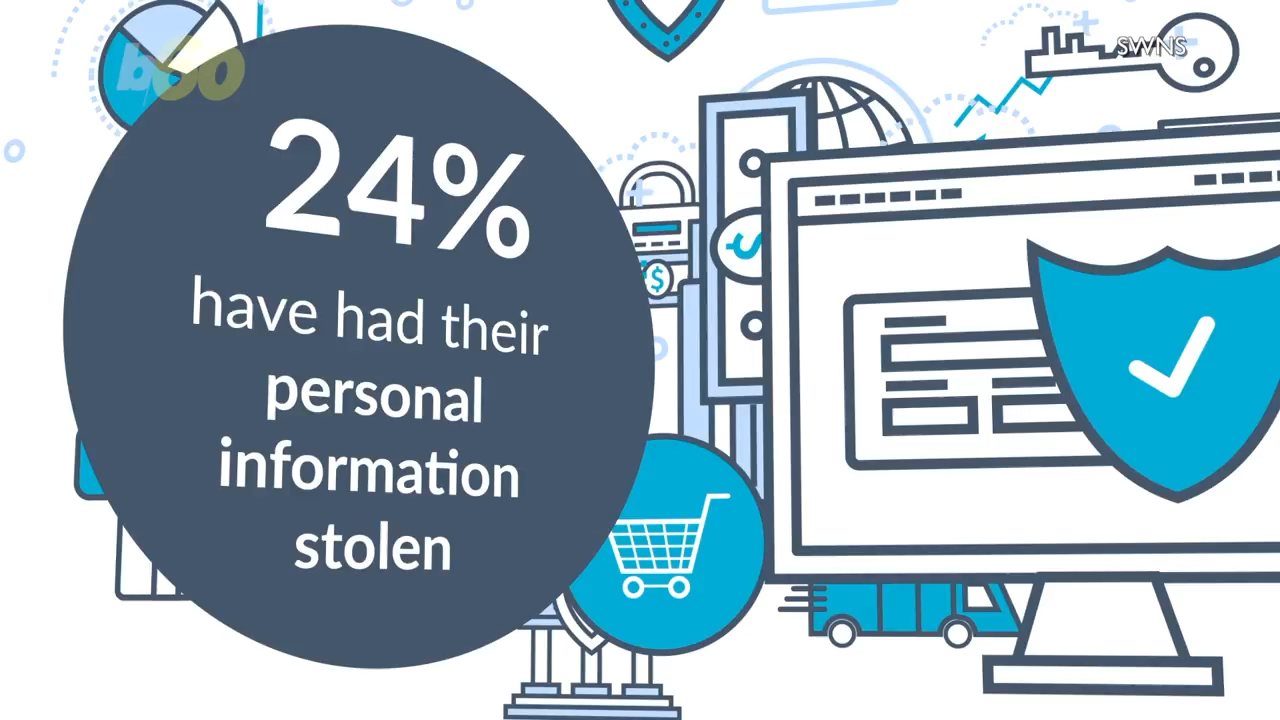 SWNS
24%
have had their
personal
information
stolen